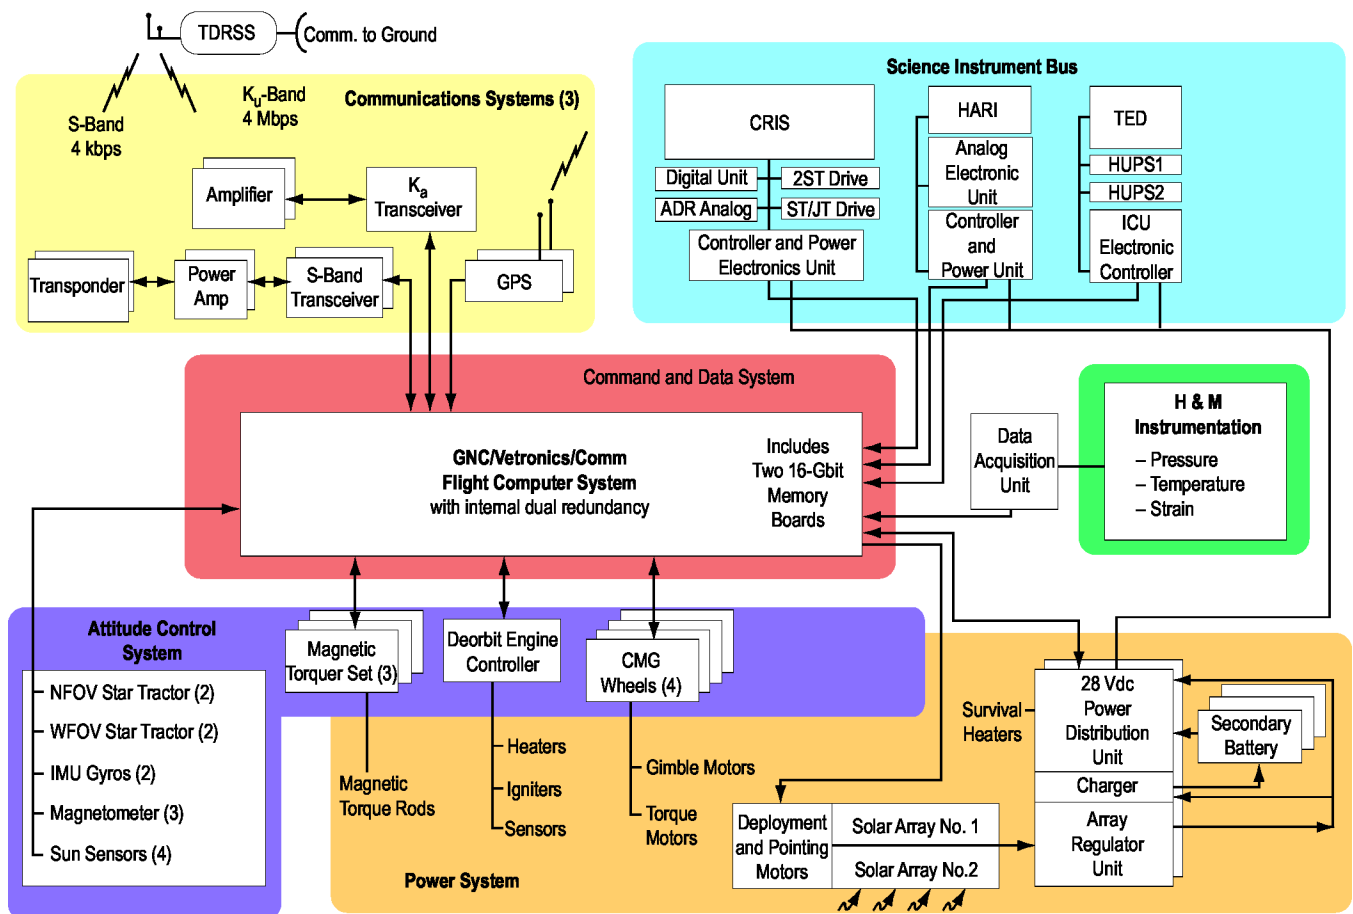 TDRSS
Comm. to Ground
S-Band
4 kbps
Ku-Band
4 Mbps
Communications Systems (3)
Amplifier
Ka
Transceiver
Transponder
Power
Amp
S-Band
Transceiver
GPS
Science Instrument Bus
CRIS
Digital Unit
2ST Drive
ADR Analog
ST/JT Drive
Controller and Power
Electronics Unit
HARI
Analog
Electronic
Unit
Controller
and
Power Unit
TED
HUPS1
HUPS2
ICU
Electronic
Controller
Command and Data System
GNC/Vetronics/Comm
Flight Computer System
with internal dual redundancy
Includes
Two 16-Gbit
Memory
Boards
Data
Acquisition
Unit
H & M
Instrumentation
– Pressure
– Temperature
– Strain
Attitude Control
System
NFOV Star Tractor (2)
WFOV Star Tractor (2)
IMU Gyros (2)
Magnetometer (3)
Sun Sensors (4)
Magnetic
Torquer Set (3)
Magnetic
Torque Rods
Deorbit Engine
Controller
Heaters
Igniters
Sensors
CMG
Wheels (4)
Gimble Motors
Torque
Motors
Power System
Deployment
and Pointing
Motors
Solar Array No. 1
Solar Array No.2
Survival
Heaters
28 Vdc
Power
Distribution
Unit
Charger
Array
Regulator
Unit
Secondary
Battery